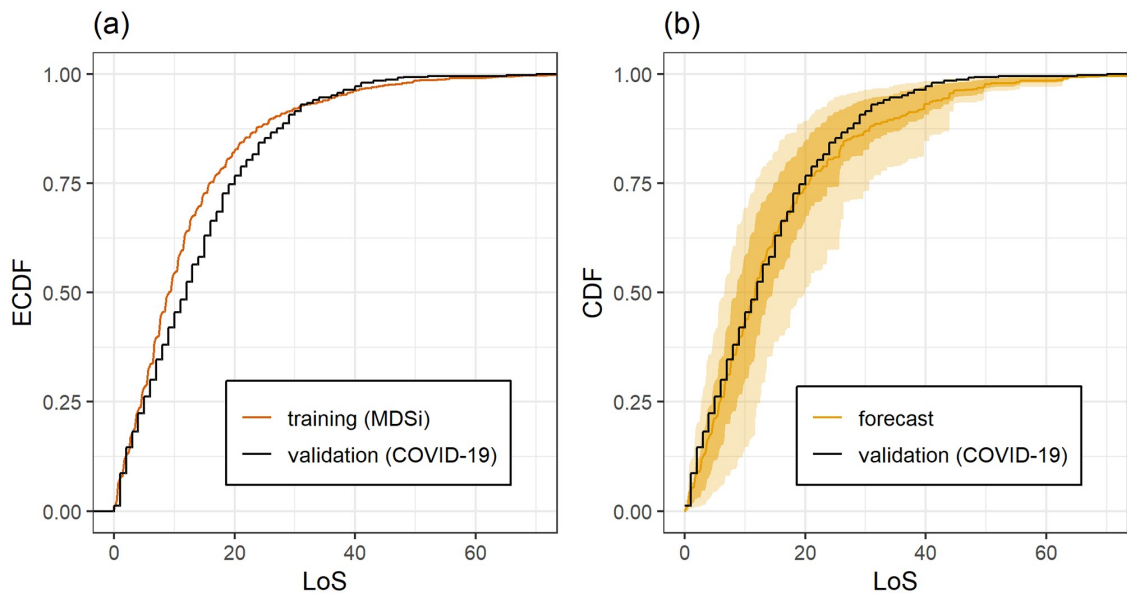 (a)
ECDF
1.00
0.75
0.50
0.25
0.00
training (MDSi)
validation (COVID-19)
0 20 40 60
LoS
(b)
CDF
1.00
0.75
0.50
0.25
0.00
forecast
validation (COVID-19)
0 20 40 60
LoS